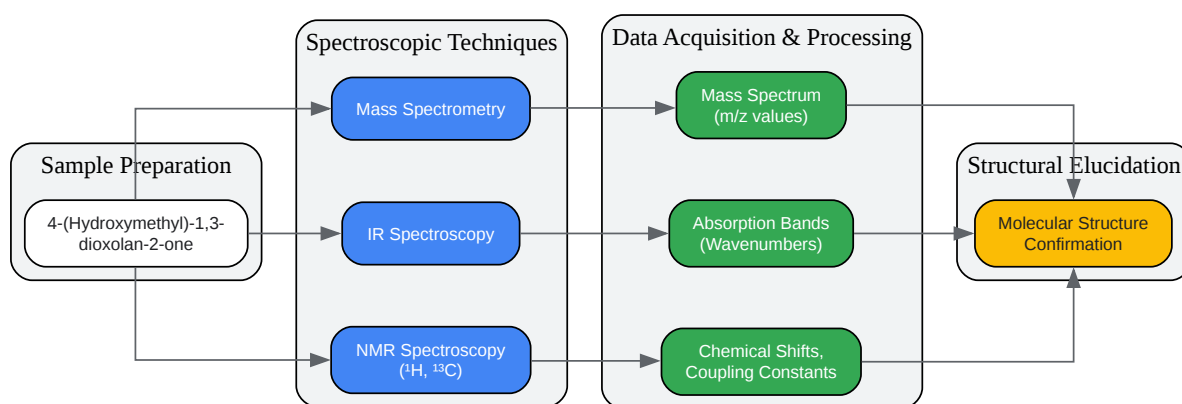 Sample Preparation
4-(Hydroxymethyl)-1,3-
dioxolan-2-one
Spectroscopic Techniques
Mass Spectrometry
IR Spectroscopy
NMR Spectroscopy
(¹H, ¹³C)
Data Acquisition & Processing
Mass Spectrum
(m/z values)
Absorption Bands
(Wavenumbers)
Chemical Shifts,
Coupling Constants
Structural Elucidation
Molecular Structure
Confirmation